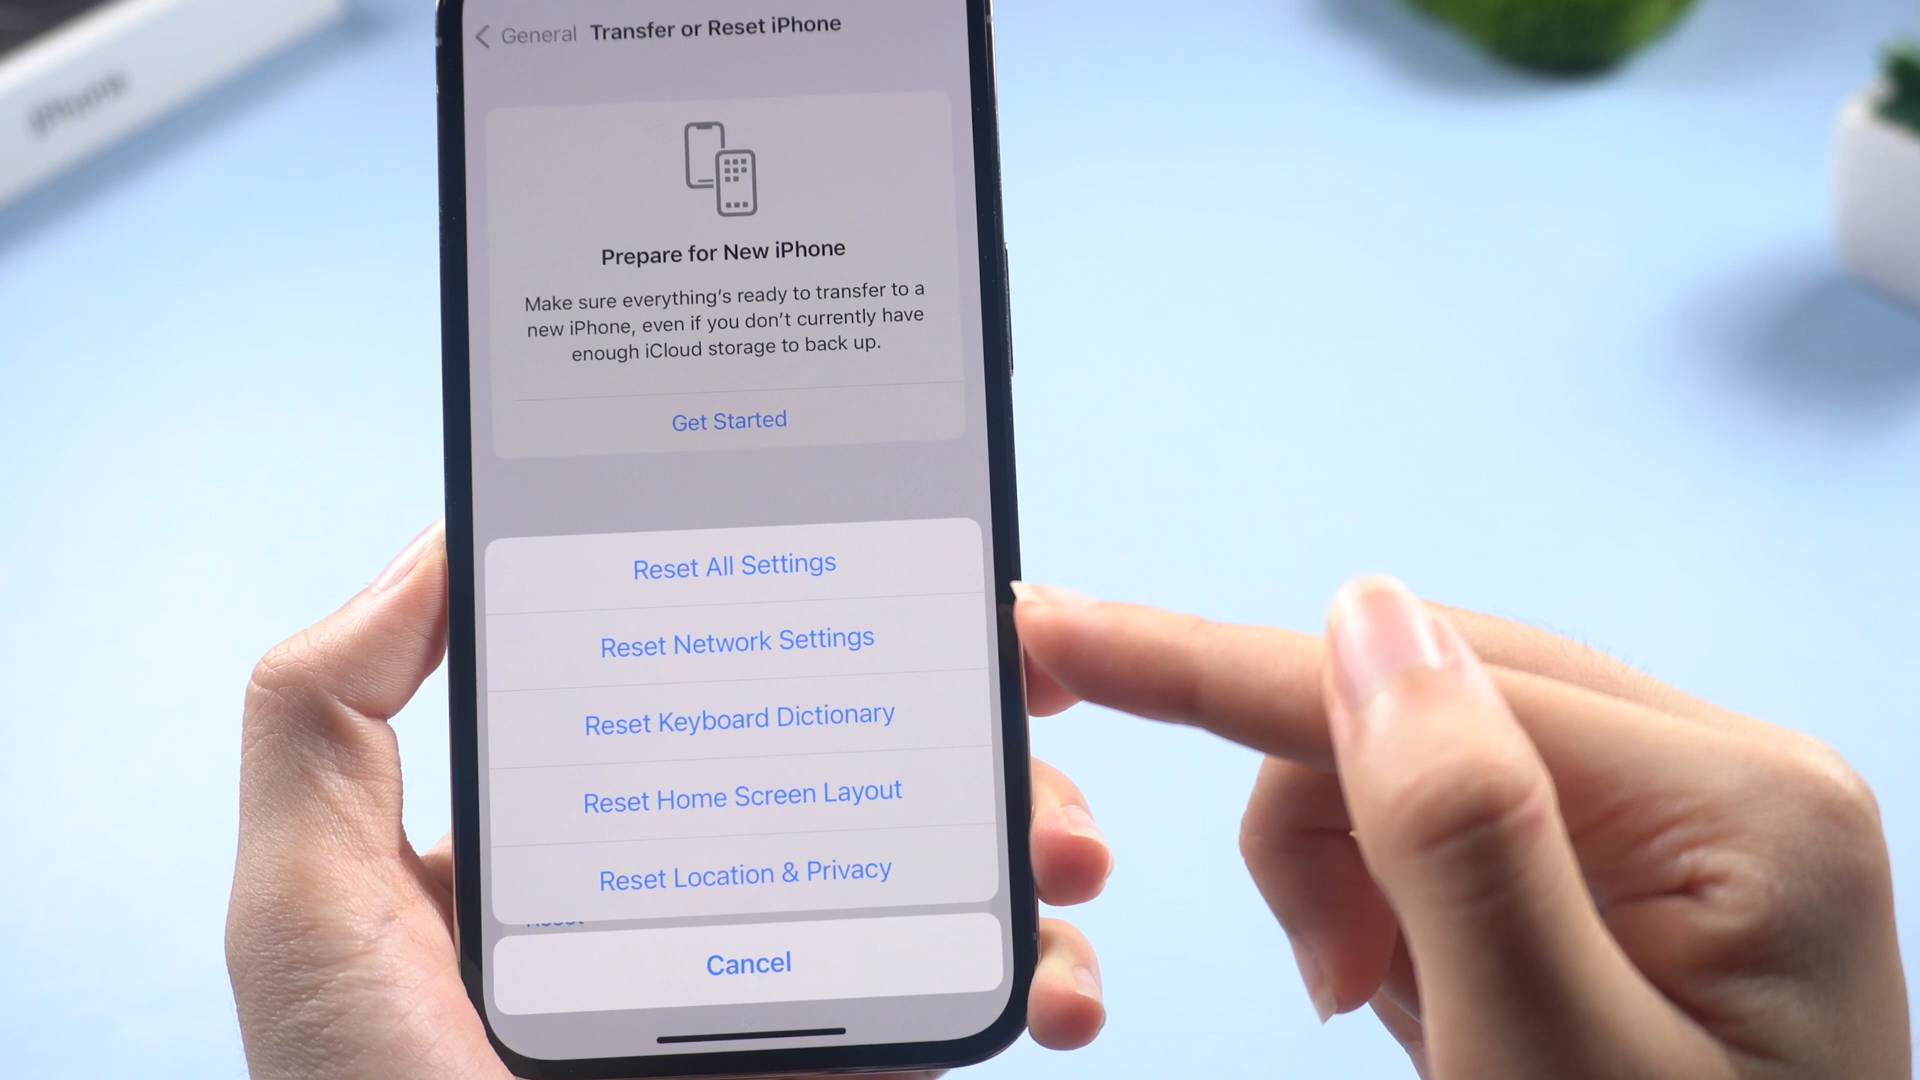 iPhone
General Transfer or Reset iPhone
Prepare for New iPhone
Make sure everything's ready to transfer to a
new iPhone, even if you don't currently have
enough iCloud storage to back up.
Get Started
Reset All Settings
Reset Network Settings
Reset Keyboard Dictionary
Reset Home Screen Layout
Reset Location & Privacy
Reset
Cancel